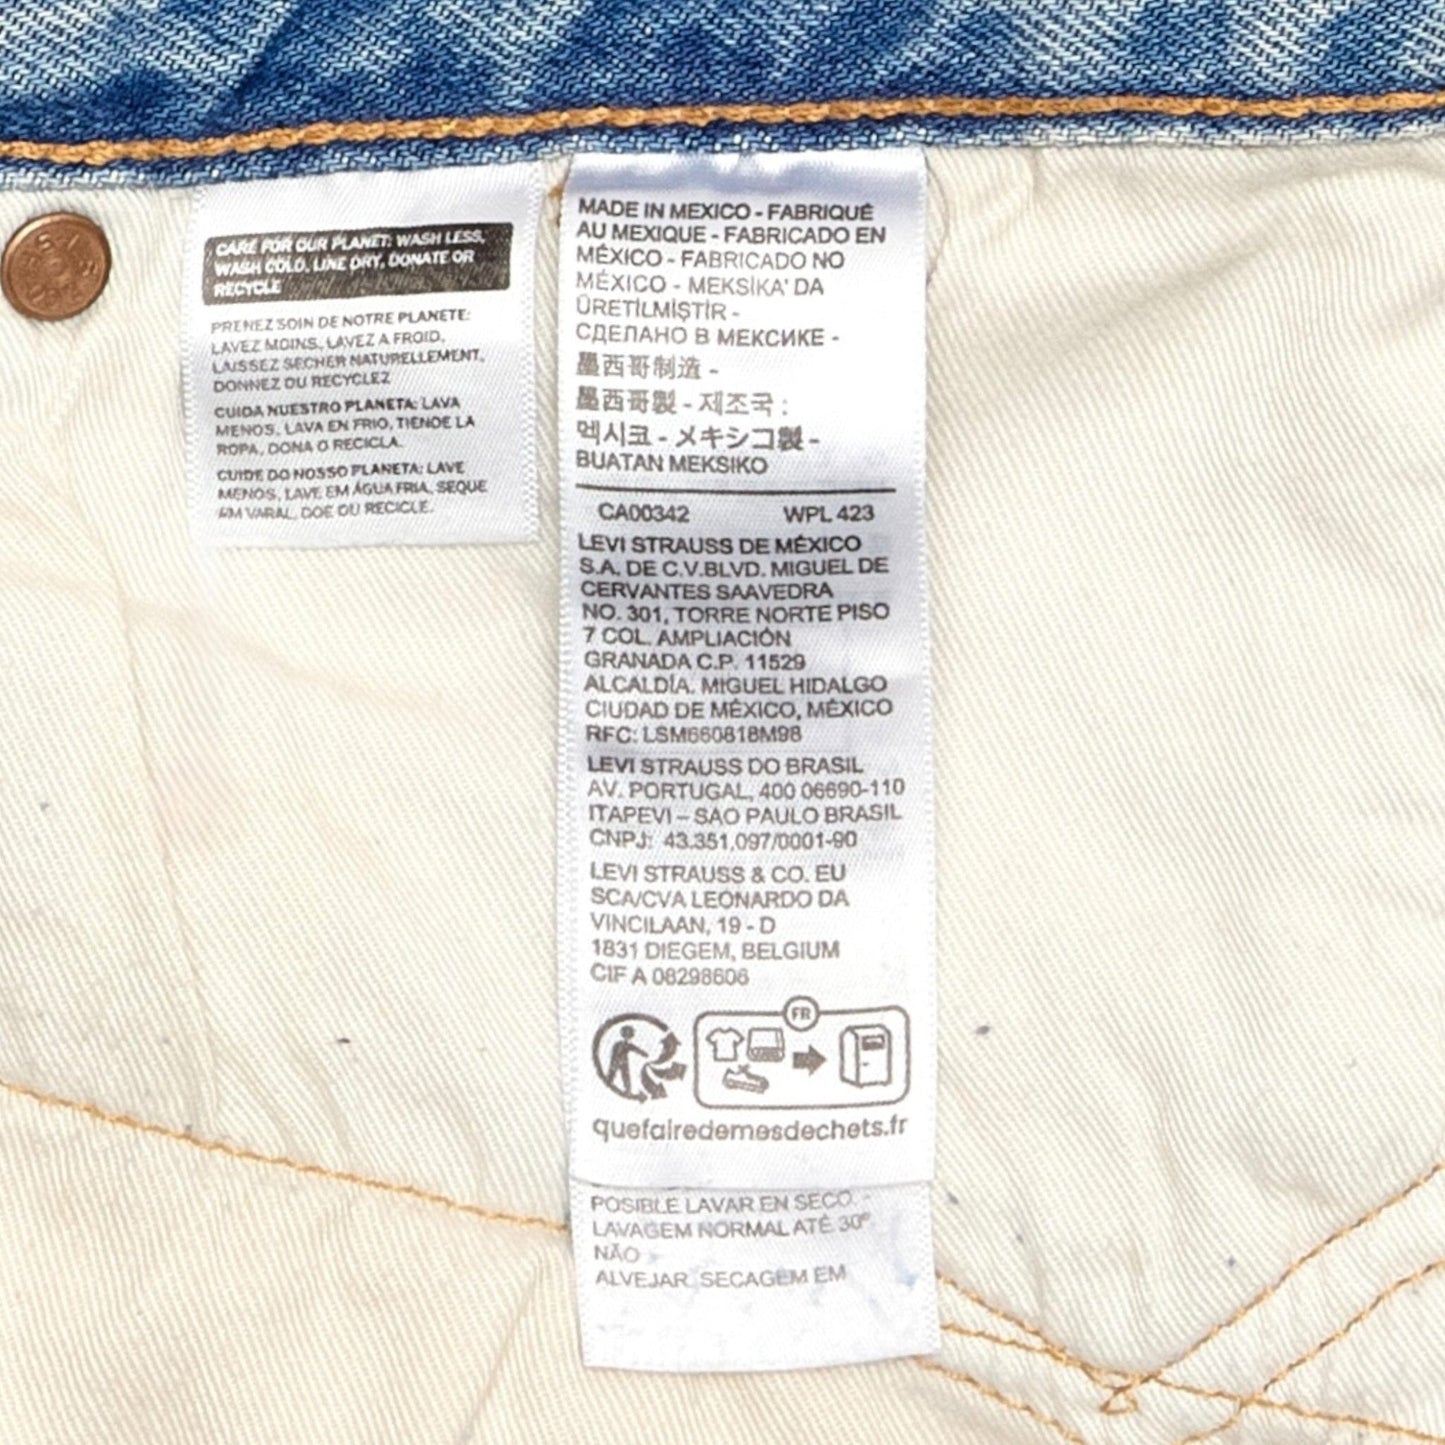 CARE FOR OUR PLANET: WASH LESS,
WASH COLD, LINE DRY, DONATE OR
RECYCLE
PRENEZ SOIN DE NOTRE PLANETE:
LAVEZ MOINS, LAVEZ A FROID,
LAISSEZ SECHER NATURELLEMENT,
DONNEZ OU RECYCLEZ
CUIDA NUESTRO PLANETA: LAVA
MENOS, LAVA EN FRIO, TIENDE LA
ROPA, DONA O RECICLA.
CUIDE DO NOSSO PLANETA: LAVE
MENOS, LAVE EM ÁGUA FRIA, SEQUE
EM VARAL, DOE OU RECICLE.
MADE IN MEXICO - FABRIQUÉ
AU MEXIQUE - FABRICADO EN
MÉXICO - FABRICADO NO
MÉXICO - MEKSİKA' DA
ÜRETİLMİŞTİR -
СДЕЛАНО В МЕКСИКЕ -
墨西哥制造 -
墨西哥製 - 제조국 :
멕시코 - メキシコ製 -
BUATAN MEKSIKO
CA00342 WPL 423
LEVI STRAUSS DE MÉXICO
S.A. DE C.V.BLVD. MIGUEL DE
CERVANTES SAAVEDRA
NO. 301, TORRE NORTE PISO
7 COL. AMPLIACIÓN
GRANADA C.P. 11529
ALCALDÍA. MIGUEL HIDALGO
CIUDAD DE MÉXICO, MÉXICO
RFC: LSM660818M98
LEVI STRAUSS DO BRASIL
AV. PORTUGAL, 400 06690-110
ITAPEVI – SÃO PAULO BRASIL
CNPJ: 43.351.097/0001-90
LEVI STRAUSS & CO. EU
SCA/CVA LEONARDO DA
VINCILAAN, 19 - D
1831 DIEGEM, BELGIUM
CIF A 08298606
FR
quefairedemesdechets.fr
POSIBLE LAVAR EN SECO. -
LAVAGEM NORMAL ATÉ 30º
NÃO
ALVEJAR SECAGEM EM